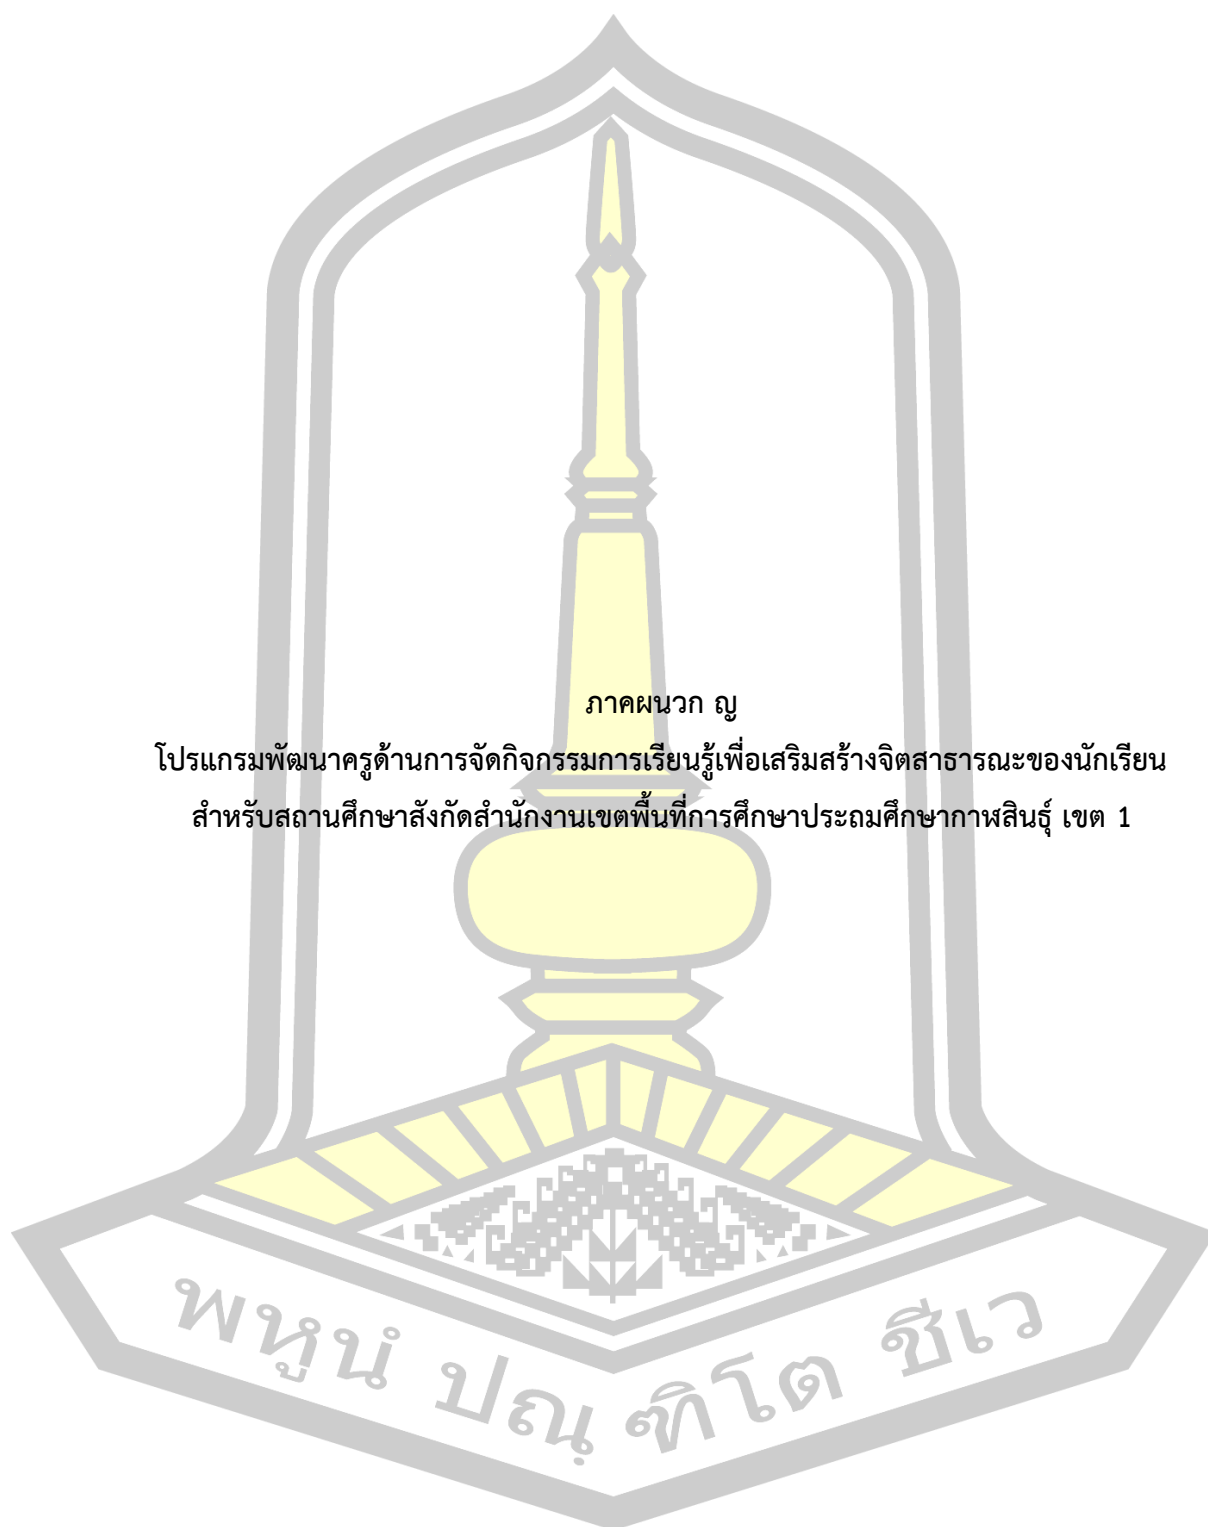 ภาคผนวก ญ
โปรแกรมพัฒนาครูด้านการจัดกิจกรรมการเรียนรู้เพื่อเสริมสร้างจิตสาธารณะของนักเรียน
สำหรับสถานศึกษาสังกัดสำนักงานเขตพื้นที่การศึกษาประถมศึกษากาฬสินธุ์ เขต 1
พหูนํ ปณฺ ฑิโต ชีเว